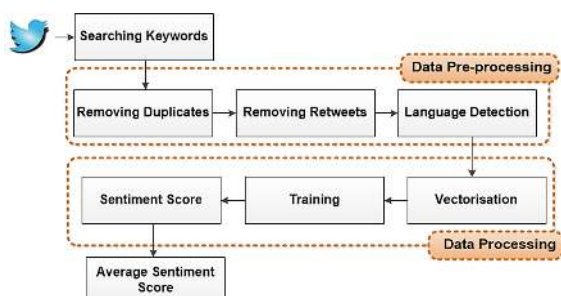 Searching Keywords
Data Pre-processing
Removing Duplicates
Removing Retweets
Language Detection
Sentiment Score
Training
Vectorisation
Data Processing
Average Sentiment
Score